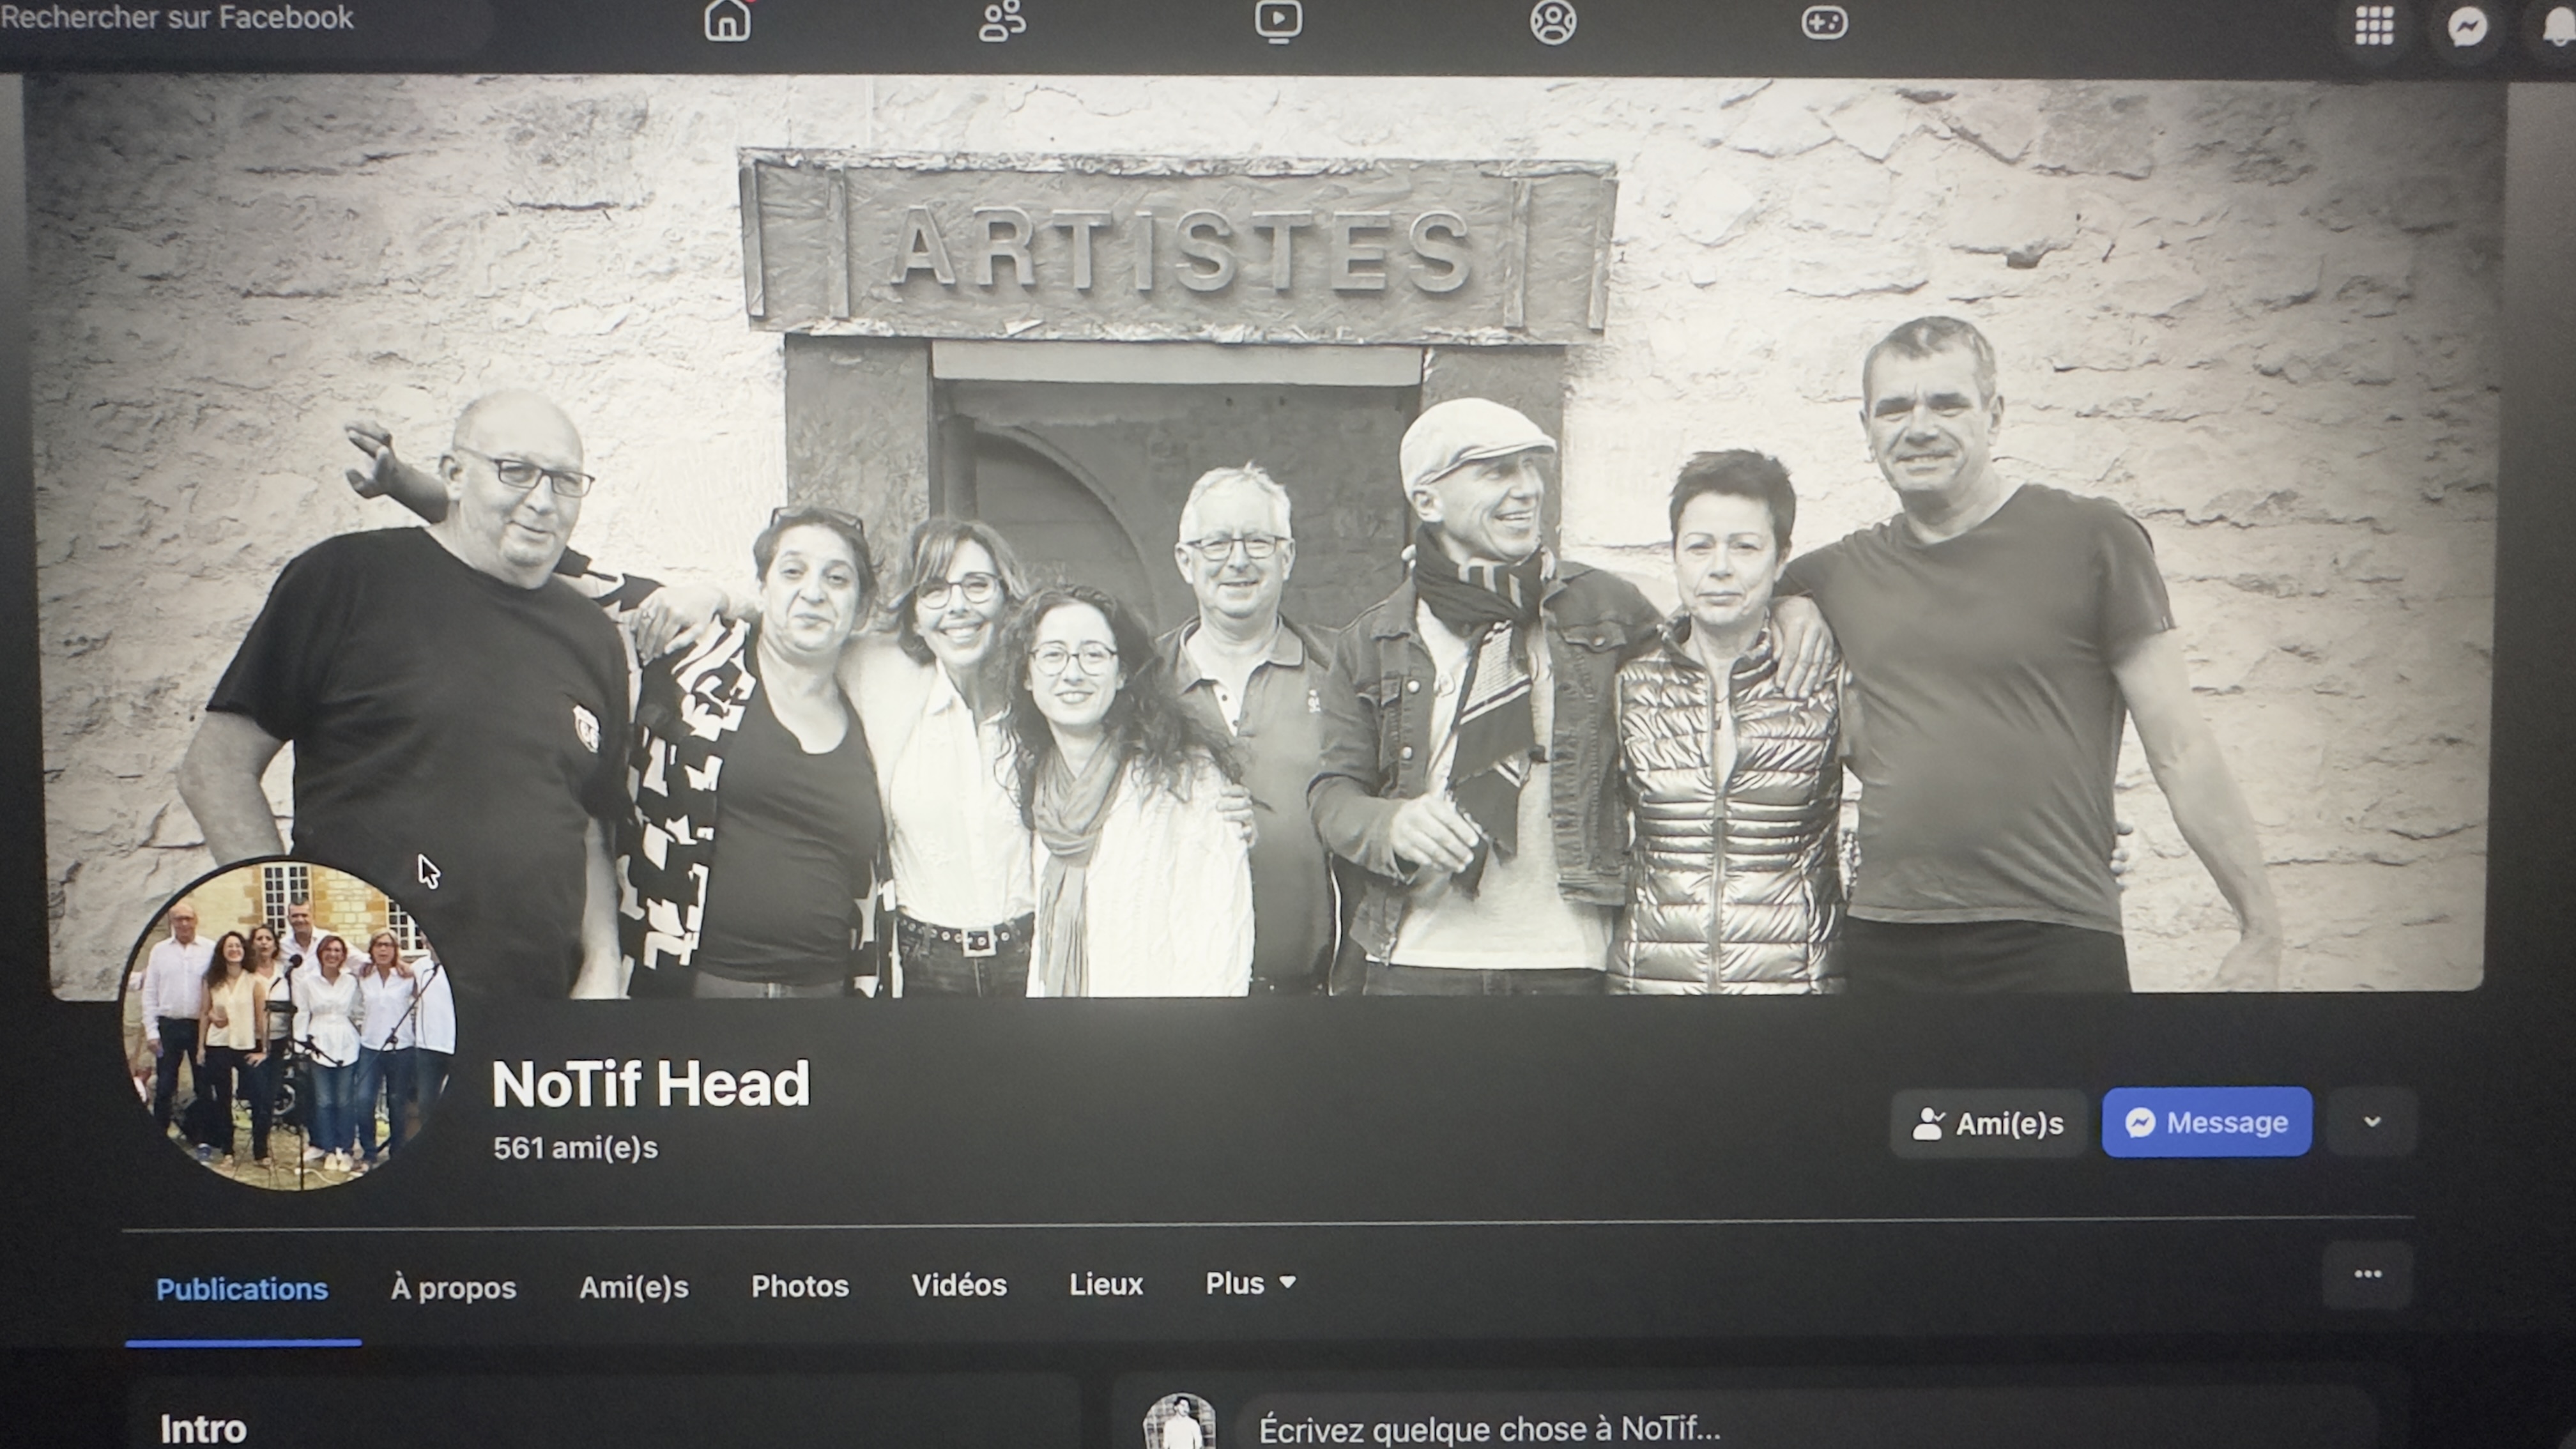 Rechercher sur Facebook
ARTISTES
NoTif Head
561 ami(e)s
Ami(e)s
Message
Publications
À propos
Ami(e)s
Photos
Vidéos
Lieux
Plus
Intro
Écrivez quelque chose à NoTif...